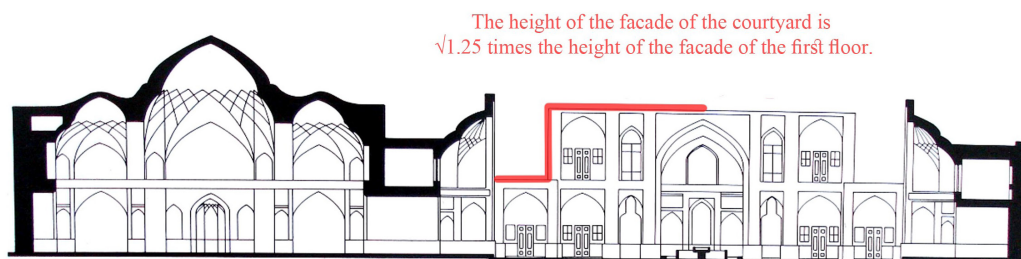 The height of the facade of the courtyard is
√1.25 times the height of the facade of the first floor.